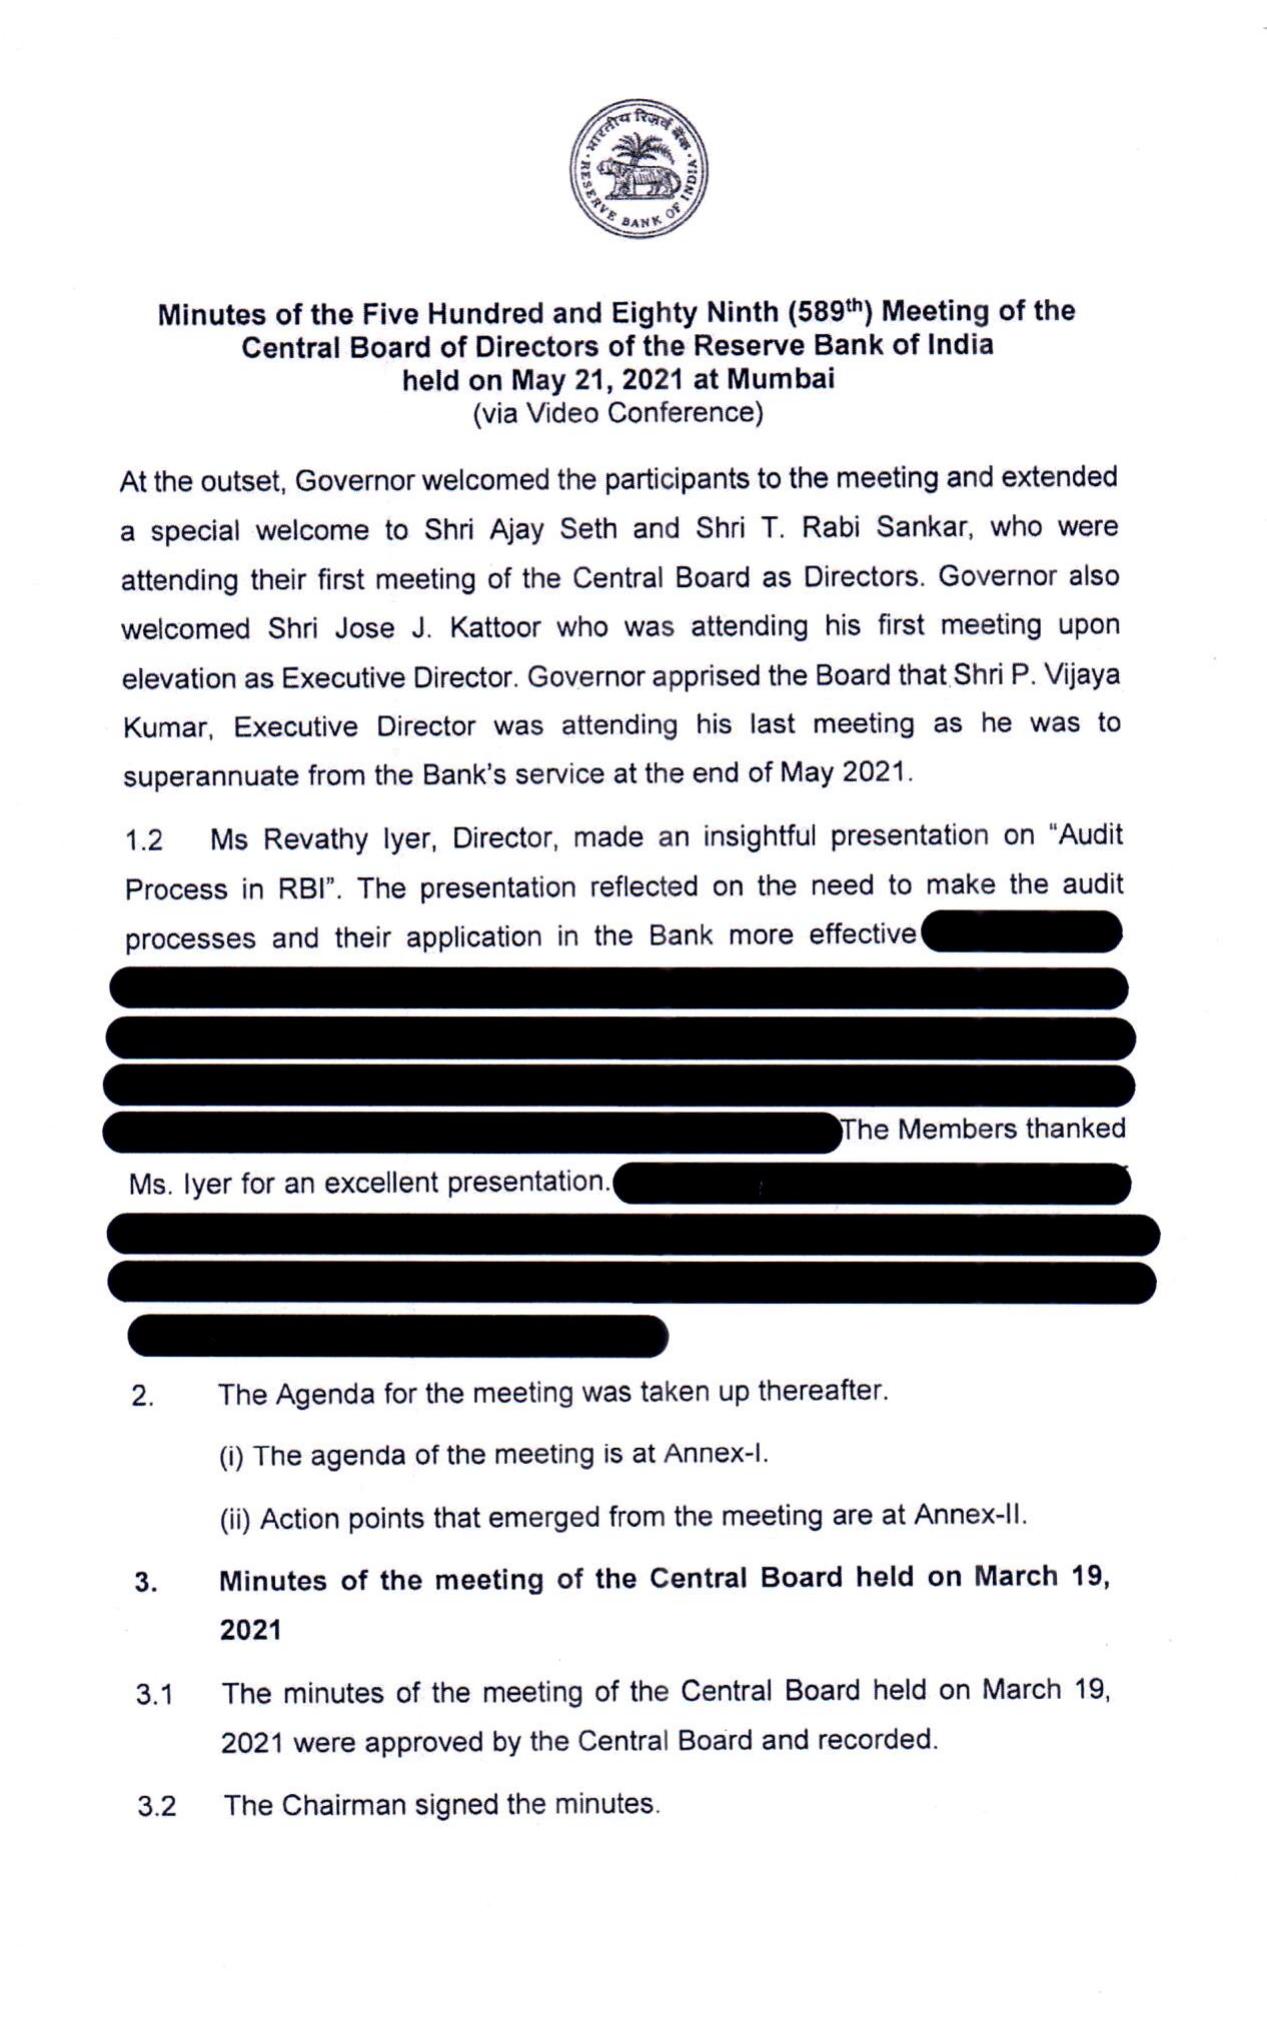 भारतीय रिज़र्व बैंक
RESERVE BANK OF INDIA
Minutes of the Five Hundred and Eighty Ninth (589th) Meeting of the
Central Board of Directors of the Reserve Bank of India
held on May 21, 2021 at Mumbai
(via Video Conference)
At the outset, Governor welcomed the participants to the meeting and extended
a special welcome to Shri Ajay Seth and Shri T. Rabi Sankar, who were
attending their first meeting of the Central Board as Directors. Governor also
welcomed Shri Jose J. Kattoor who was attending his first meeting upon
elevation as Executive Director. Governor apprised the Board that Shri P. Vijaya
Kumar, Executive Director was attending his last meeting as he was to
superannuate from the Bank's service at the end of May 2021.
1.2 Ms Revathy Iyer, Director, made an insightful presentation on "Audit
Process in RBI". The presentation reflected on the need to make the audit
processes and their application in the Bank more effective
The Members thanked
Ms. Iyer for an excellent presentation.
2. The Agenda for the meeting was taken up thereafter.
(i) The agenda of the meeting is at Annex-I.
(ii) Action points that emerged from the meeting are at Annex-II.
3. Minutes of the meeting of the Central Board held on March 19,
2021
3.1 The minutes of the meeting of the Central Board held on March 19,
2021 were approved by the Central Board and recorded.
3.2 The Chairman signed the minutes.